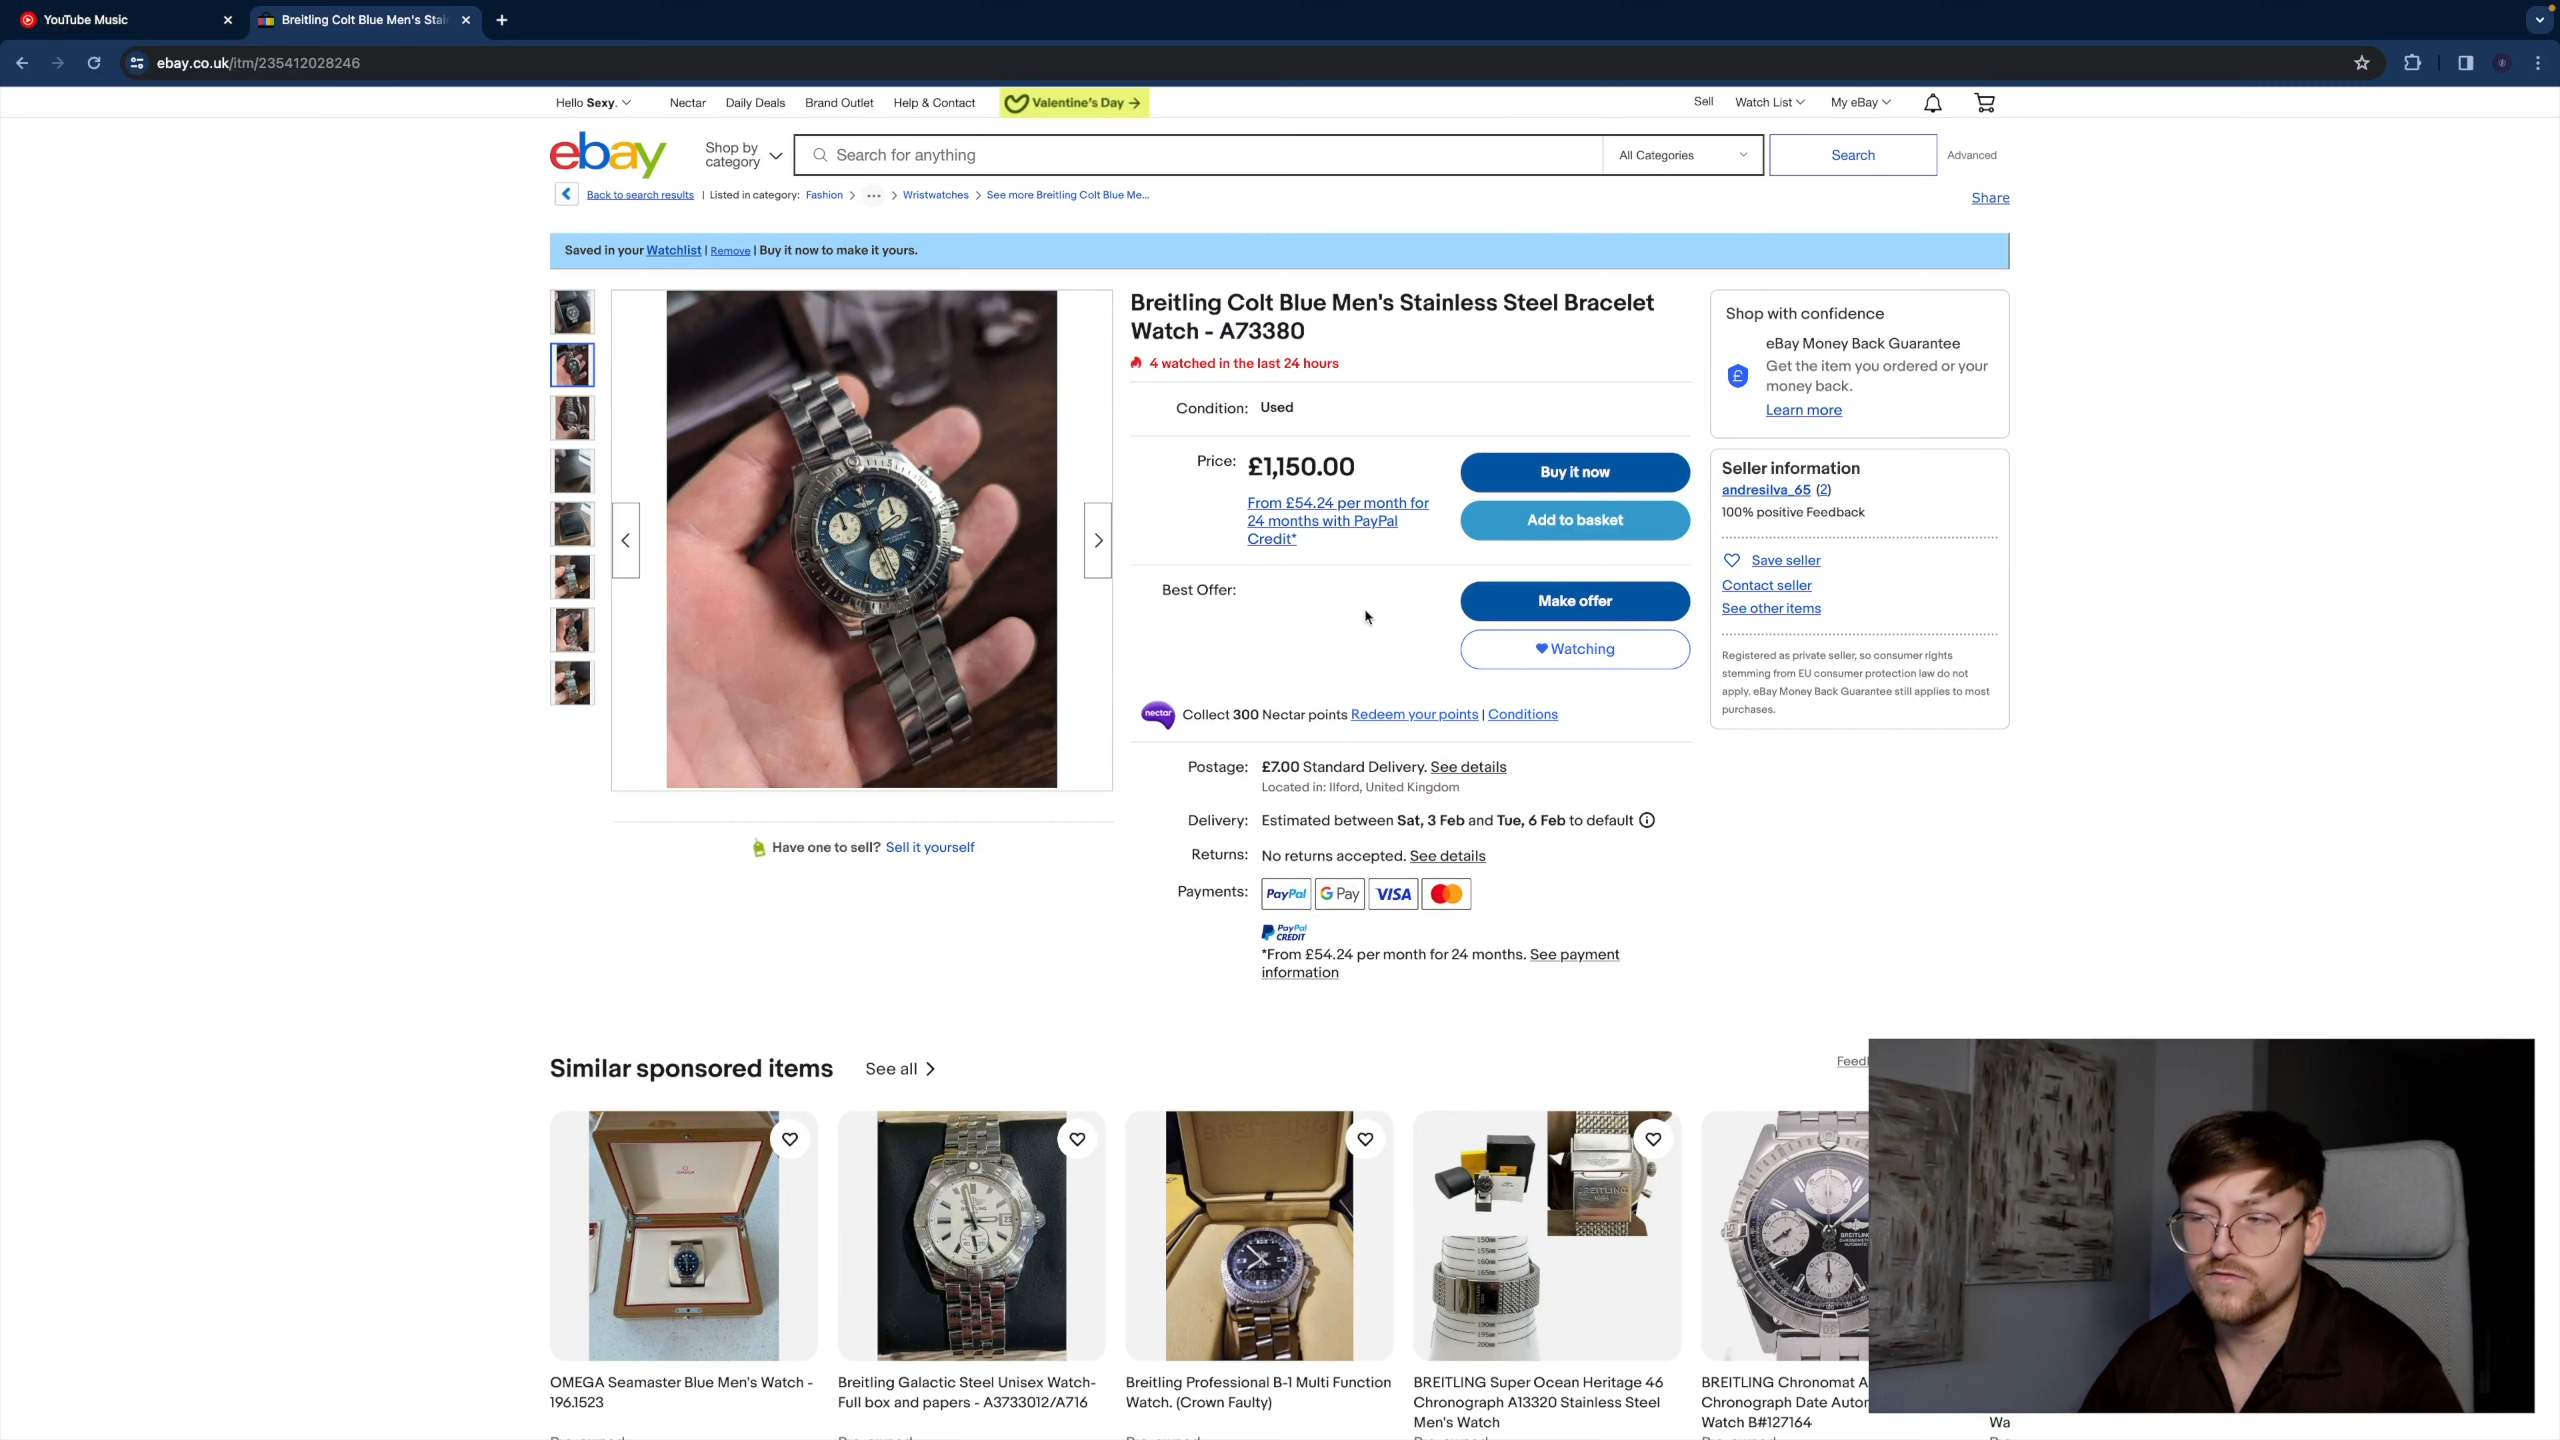 YouTube Music
Breitling Colt Blue Men's Stai
ebay.co.uk/itm/235412028246
Hello Sexy.
Nectar
Daily Deals
Brand Outlet
Help & Contact
Valentine's Day →
Sell
Watch List
My eBay
ebay
Shop by category
Search for anything
All Categories
Search
Advanced
Back to search results | Listed in category: Fashion > ··· > Wristwatches > See more Breitling Colt Blue Me...
Share
Saved in your Watchlist | Remove | Buy it now to make it yours.
Breitling Colt Blue Men's Stainless Steel Bracelet
Watch - A73380
4 watched in the last 24 hours
Condition: Used
Price: £1,150.00
From £54.24 per month for
24 months with PayPal
Credit*
Buy it now
Add to basket
Best Offer:
Make offer
Watching
nectar Collect 300 Nectar points Redeem your points | Conditions
Postage: £7.00 Standard Delivery. See details
Located in: Ilford, United Kingdom
Delivery: Estimated between Sat, 3 Feb and Tue, 6 Feb to default
Returns: No returns accepted. See details
Payments: PayPal G Pay VISA
PayPal
CREDIT
*From £54.24 per month for 24 months. See payment
information
Shop with confidence
eBay Money Back Guarantee
Get the item you ordered or your
money back.
Learn more
Seller information
andresilva_65 (2)
100% positive Feedback
Save seller
Contact seller
See other items
Registered as private seller, so consumer rights
stemming from EU consumer protection law do not
apply. eBay Money Back Guarantee still applies to most
purchases.
Have one to sell? Sell it yourself
Similar sponsored items
See all
Feed
OMEGA Seamaster Blue Men's Watch -
196.1523
Breitling Galactic Steel Unisex Watch-
Full box and papers - A3733012/A716
Breitling Professional B-1 Multi Function
Watch. (Crown Faulty)
BREITLING Super Ocean Heritage 46
Chronograph A13320 Stainless Steel
Men's Watch
BREITLING Chronomat A
Chronograph Date Autor
Watch B#127164
Wa